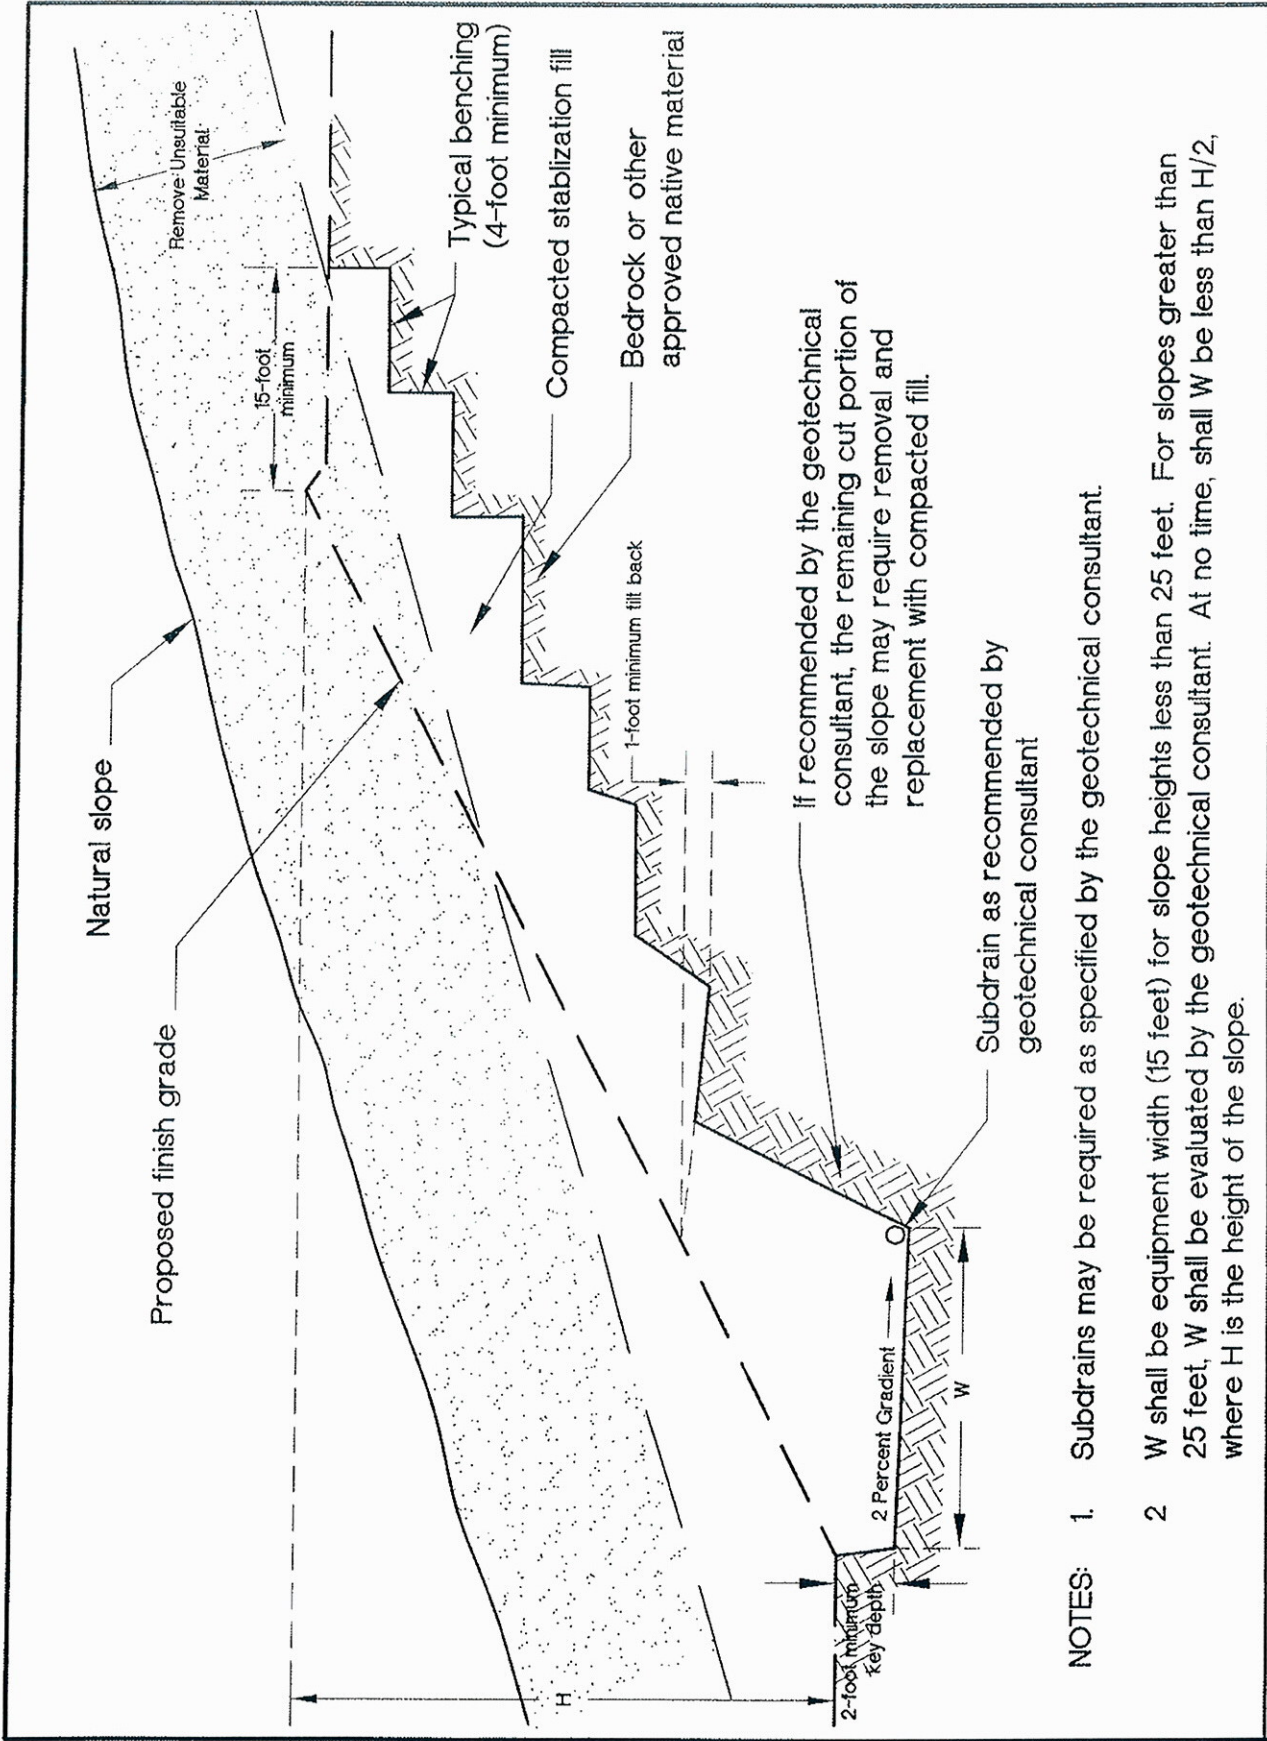 Natural slope
Proposed finish grade
Remove Unsuitable
Material
15-foot
minimum
Typical benching
(4-foot minimum)
Compacted stablization fill
Bedrock or other
approved native material
1-foot minimum tilt back
If recommended by the geotechnical
consultant, the remaining cut portion of
the slope may require removal and
replacement with compacted fill.
Subdrain as recommended by
geotechnical consultant
2 Percent Gradient
W
H
2-foot minimum
key depth
NOTES: 1. Subdrains may be required as specified by the geotechnical consultant.
2 W shall be equipment width (15 feet) for slope heights less than 25 feet. For slopes greater than
25 feet, W shall be evaluated by the geotechnical consultant. At no time, shall W be less than H/2,
where H is the height of the slope.